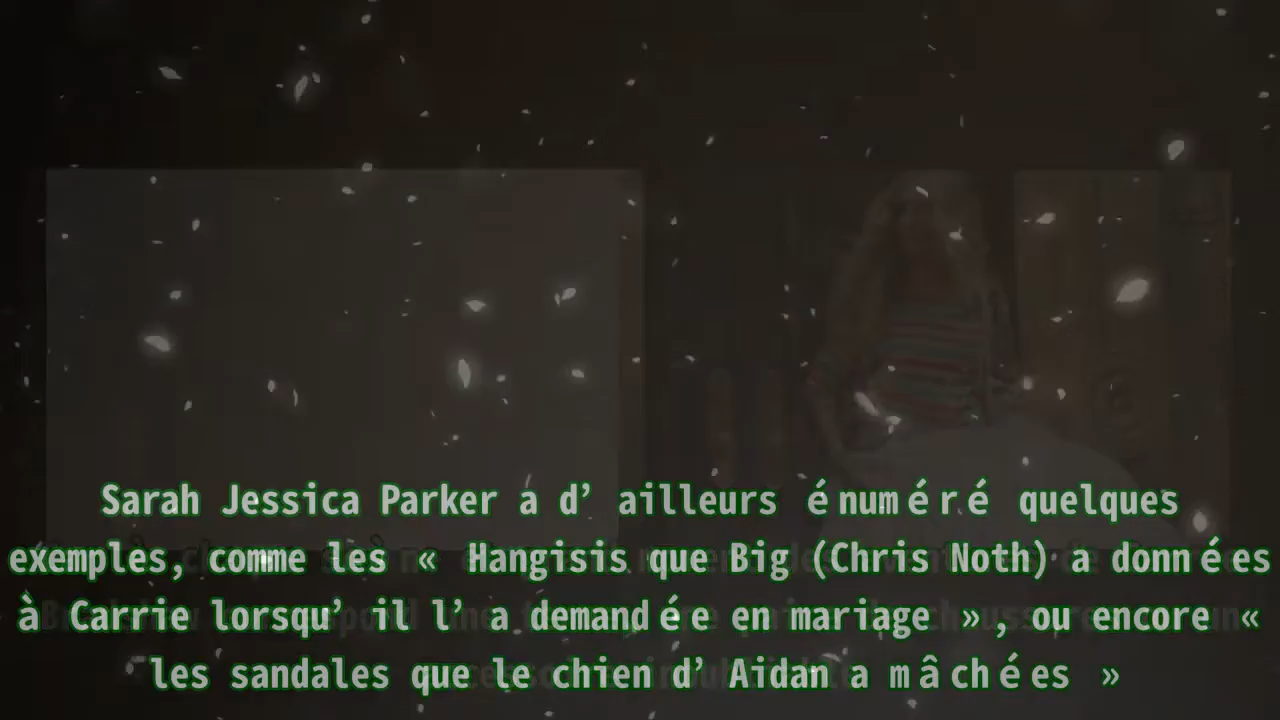 Sarah Jessica Parker a d’ ailleurs énuméré quelques
exemples, comme les « Hangisis que Big (Chris Noth) a données
à Carrie lorsqu’ il l’ a demandée en mariage », ou encore «
les sandales que le chien d’ Aidan a mâchées »